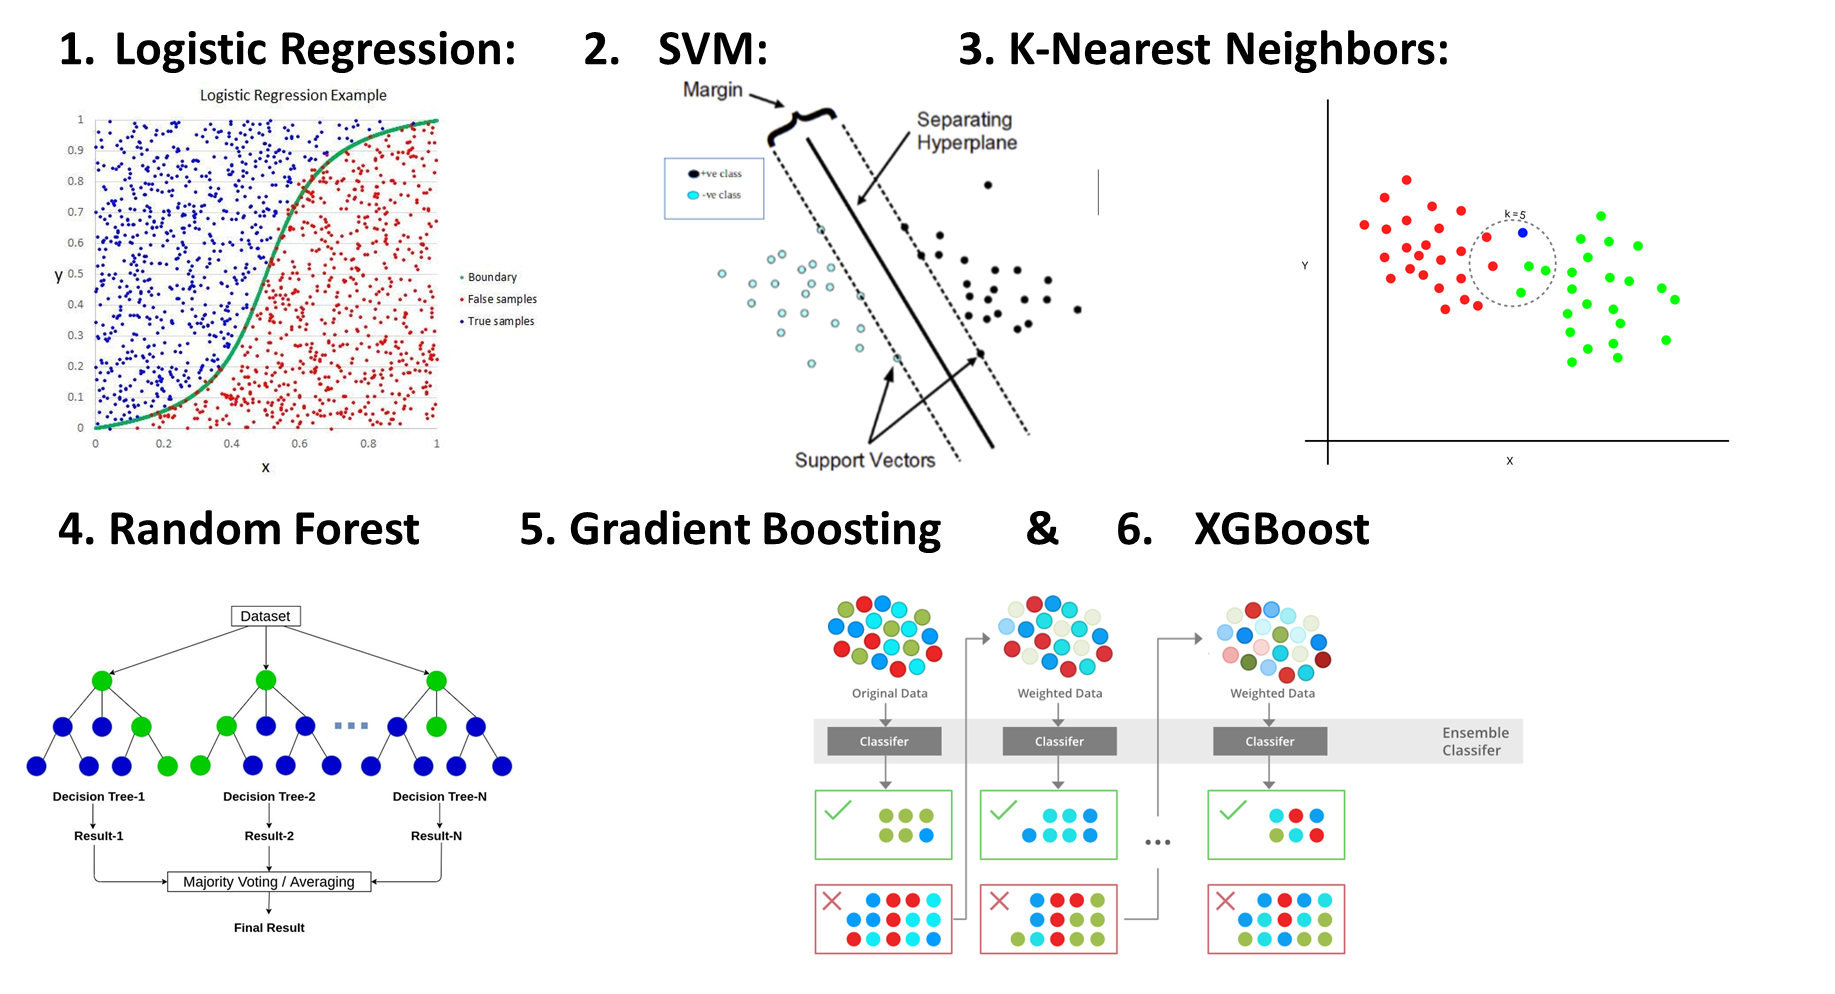 1. Logistic Regression:
2. SVM:
3. K-Nearest Neighbors:
Logistic Regression Example
1
0.9
0.8
0.7
0.6
0.5
0.4
0.3
0.2
0.1
0
y
0
0.2
0.4
0.6
0.8
1
x
Boundary
False samples
True samples
Margin
Separating
Hyperplane
+ve class
-ve class
Support Vectors
k=5
Y
X
4. Random Forest
5. Gradient Boosting & 6. XGBoost
Dataset
Decision Tree-1
Decision Tree-2
Decision Tree-N
Result-1
Result-2
Result-N
Majority Voting / Averaging
Final Result
Original Data
Weighted Data
Weighted Data
Classifer
Classifer
Classifer
Ensemble
Classifer
...